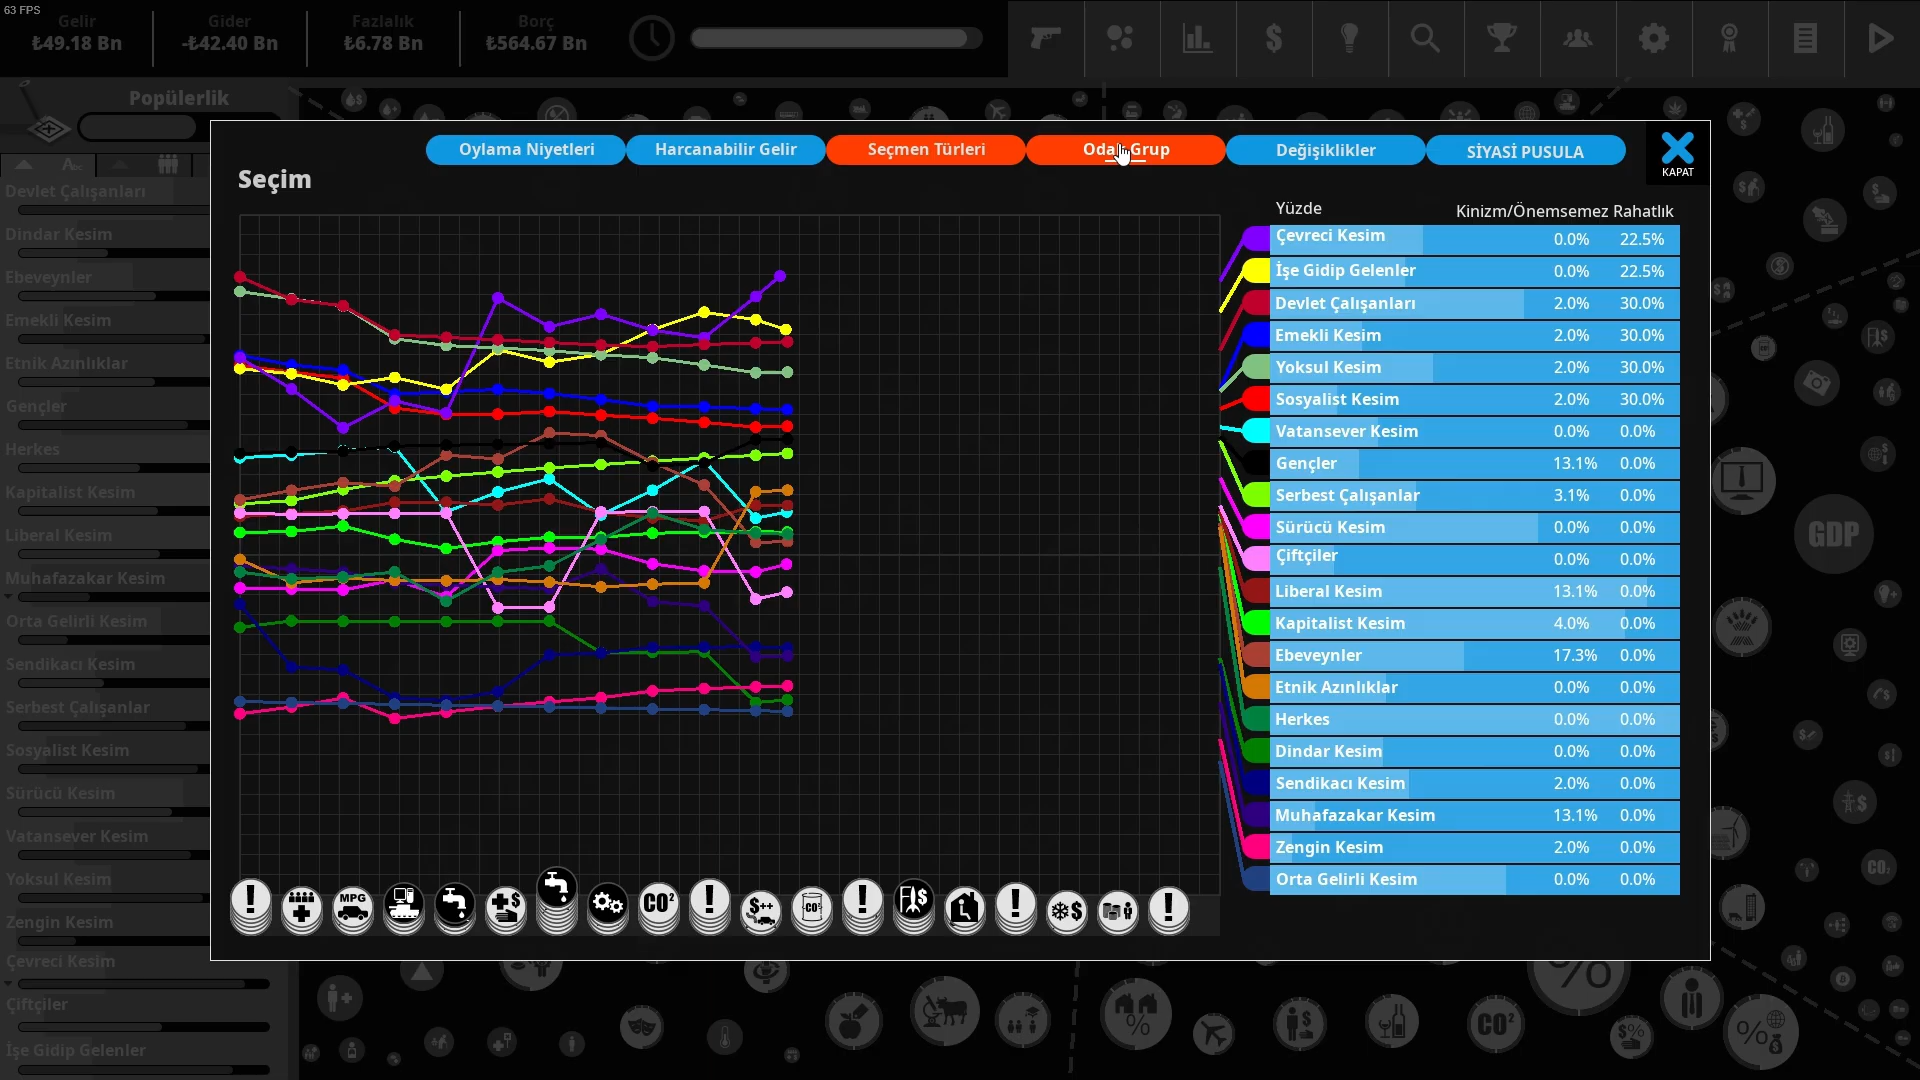 63 FPS
Gelir
₺49.18 Bn
Gider
-₺42.40 Bn
Fazlalık
₺6.78 Bn
Borç
₺564.67 Bn
Popülerlik
Devlet Çalışanları
Dindar Kesim
Ebeveynler
Emekli Kesim
Etnik Azınlıklar
Gençler
Herkes
Kapitalist Kesim
Liberal Kesim
Muhafazakar Kesim
Orta Gelirli Kesim
Sendikacı Kesim
Serbest Çalışanlar
Sosyalist Kesim
Sürücü Kesim
Vatansever Kesim
Yoksul Kesim
Zengin Kesim
Çevreci Kesim
Çiftçiler
İşe Gidip Gelenler
Oylama Niyetleri
Harcanabilir Gelir
Seçmen Türleri
Odak Grup
Değişiklikler
SİYASİ PUSULA
KAPAT
Seçim
Yüzde
Kinizm/Önemsemez Rahatlık
Çevreci Kesim 0.0% 22.5%
İşe Gidip Gelenler 0.0% 22.5%
Devlet Çalışanları 2.0% 30.0%
Emekli Kesim 2.0% 30.0%
Yoksul Kesim 2.0% 30.0%
Sosyalist Kesim 2.0% 30.0%
Vatansever Kesim 0.0% 0.0%
Gençler 13.1% 0.0%
Serbest Çalışanlar 3.1% 0.0%
Sürücü Kesim 0.0% 0.0%
Çiftçiler 0.0% 0.0%
Liberal Kesim 13.1% 0.0%
Kapitalist Kesim 4.0% 0.0%
Ebeveynler 17.3% 0.0%
Etnik Azınlıklar 0.0% 0.0%
Herkes 0.0% 0.0%
Dindar Kesim 0.0% 0.0%
Sendikacı Kesim 2.0% 0.0%
Muhafazakar Kesim 13.1% 0.0%
Zengin Kesim 2.0% 0.0%
Orta Gelirli Kesim 0.0% 0.0%
MPG
CO²
$++
CO²
GDP
CO²
CO²